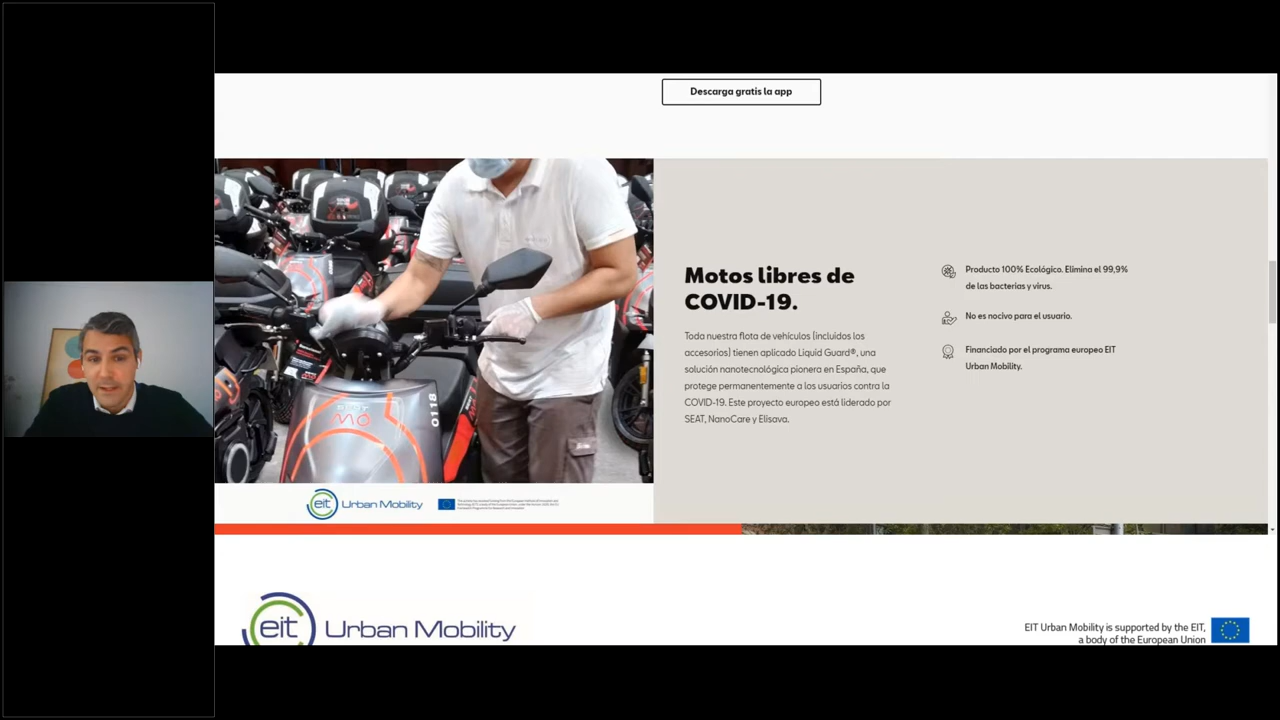 Descarga gratis la app
Motos libres de
COVID-19.
Toda nuestra flota de vehículos (incluidos los
accesorios) tienen aplicado Liquid Guard®, una
solución nanotecnológica pionera en España, que
protege permanentemente a los usuarios contra la
COVID-19. Este proyecto europeo está liderado por
SEAT, NanoCare y Elisava.
Producto 100% Ecológico. Elimina el 99,9%
de las bacterias y virus.
No es nocivo para el usuario.
Financiado por el programa europeo EIT
Urban Mobility.
SEAT
MÓ
0118
eit Urban Mobility
eit Urban Mobility
EIT Urban Mobility is supported by the EIT,
a body of the European Union